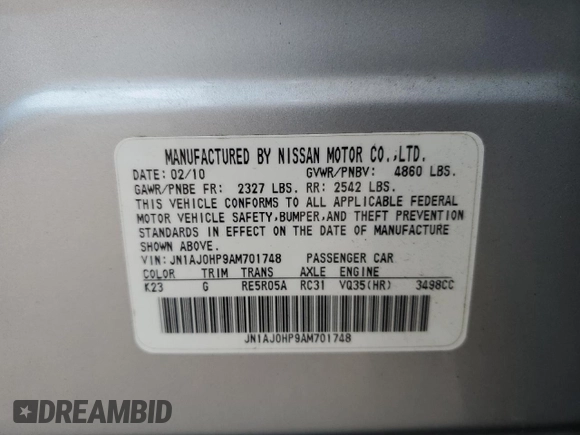 MANUFACTURED BY NISSAN MOTOR CO.,LTD.
DATE: 02/10 GVWR/PNBV: 4860 LBS.
GAWR/PNBE FR: 2327 LBS. RR: 2542 LBS.
THIS VEHICLE CONFORMS TO ALL APPLICABLE FEDERAL
MOTOR VEHICLE SAFETY,BUMPER,AND THEFT PREVENTION
STANDARDS IN EFFECT ON THE DATE OF MANUFACTURE
SHOWN ABOVE.
VIN: JN1AJ0HP9AM701748 PASSENGER CAR
COLOR TRIM TRANS AXLE ENGINE
K23 G RE5R05A RC31 VQ35(HR) 3498CC
JN1AJ0HP9AM701748
DREAMBID